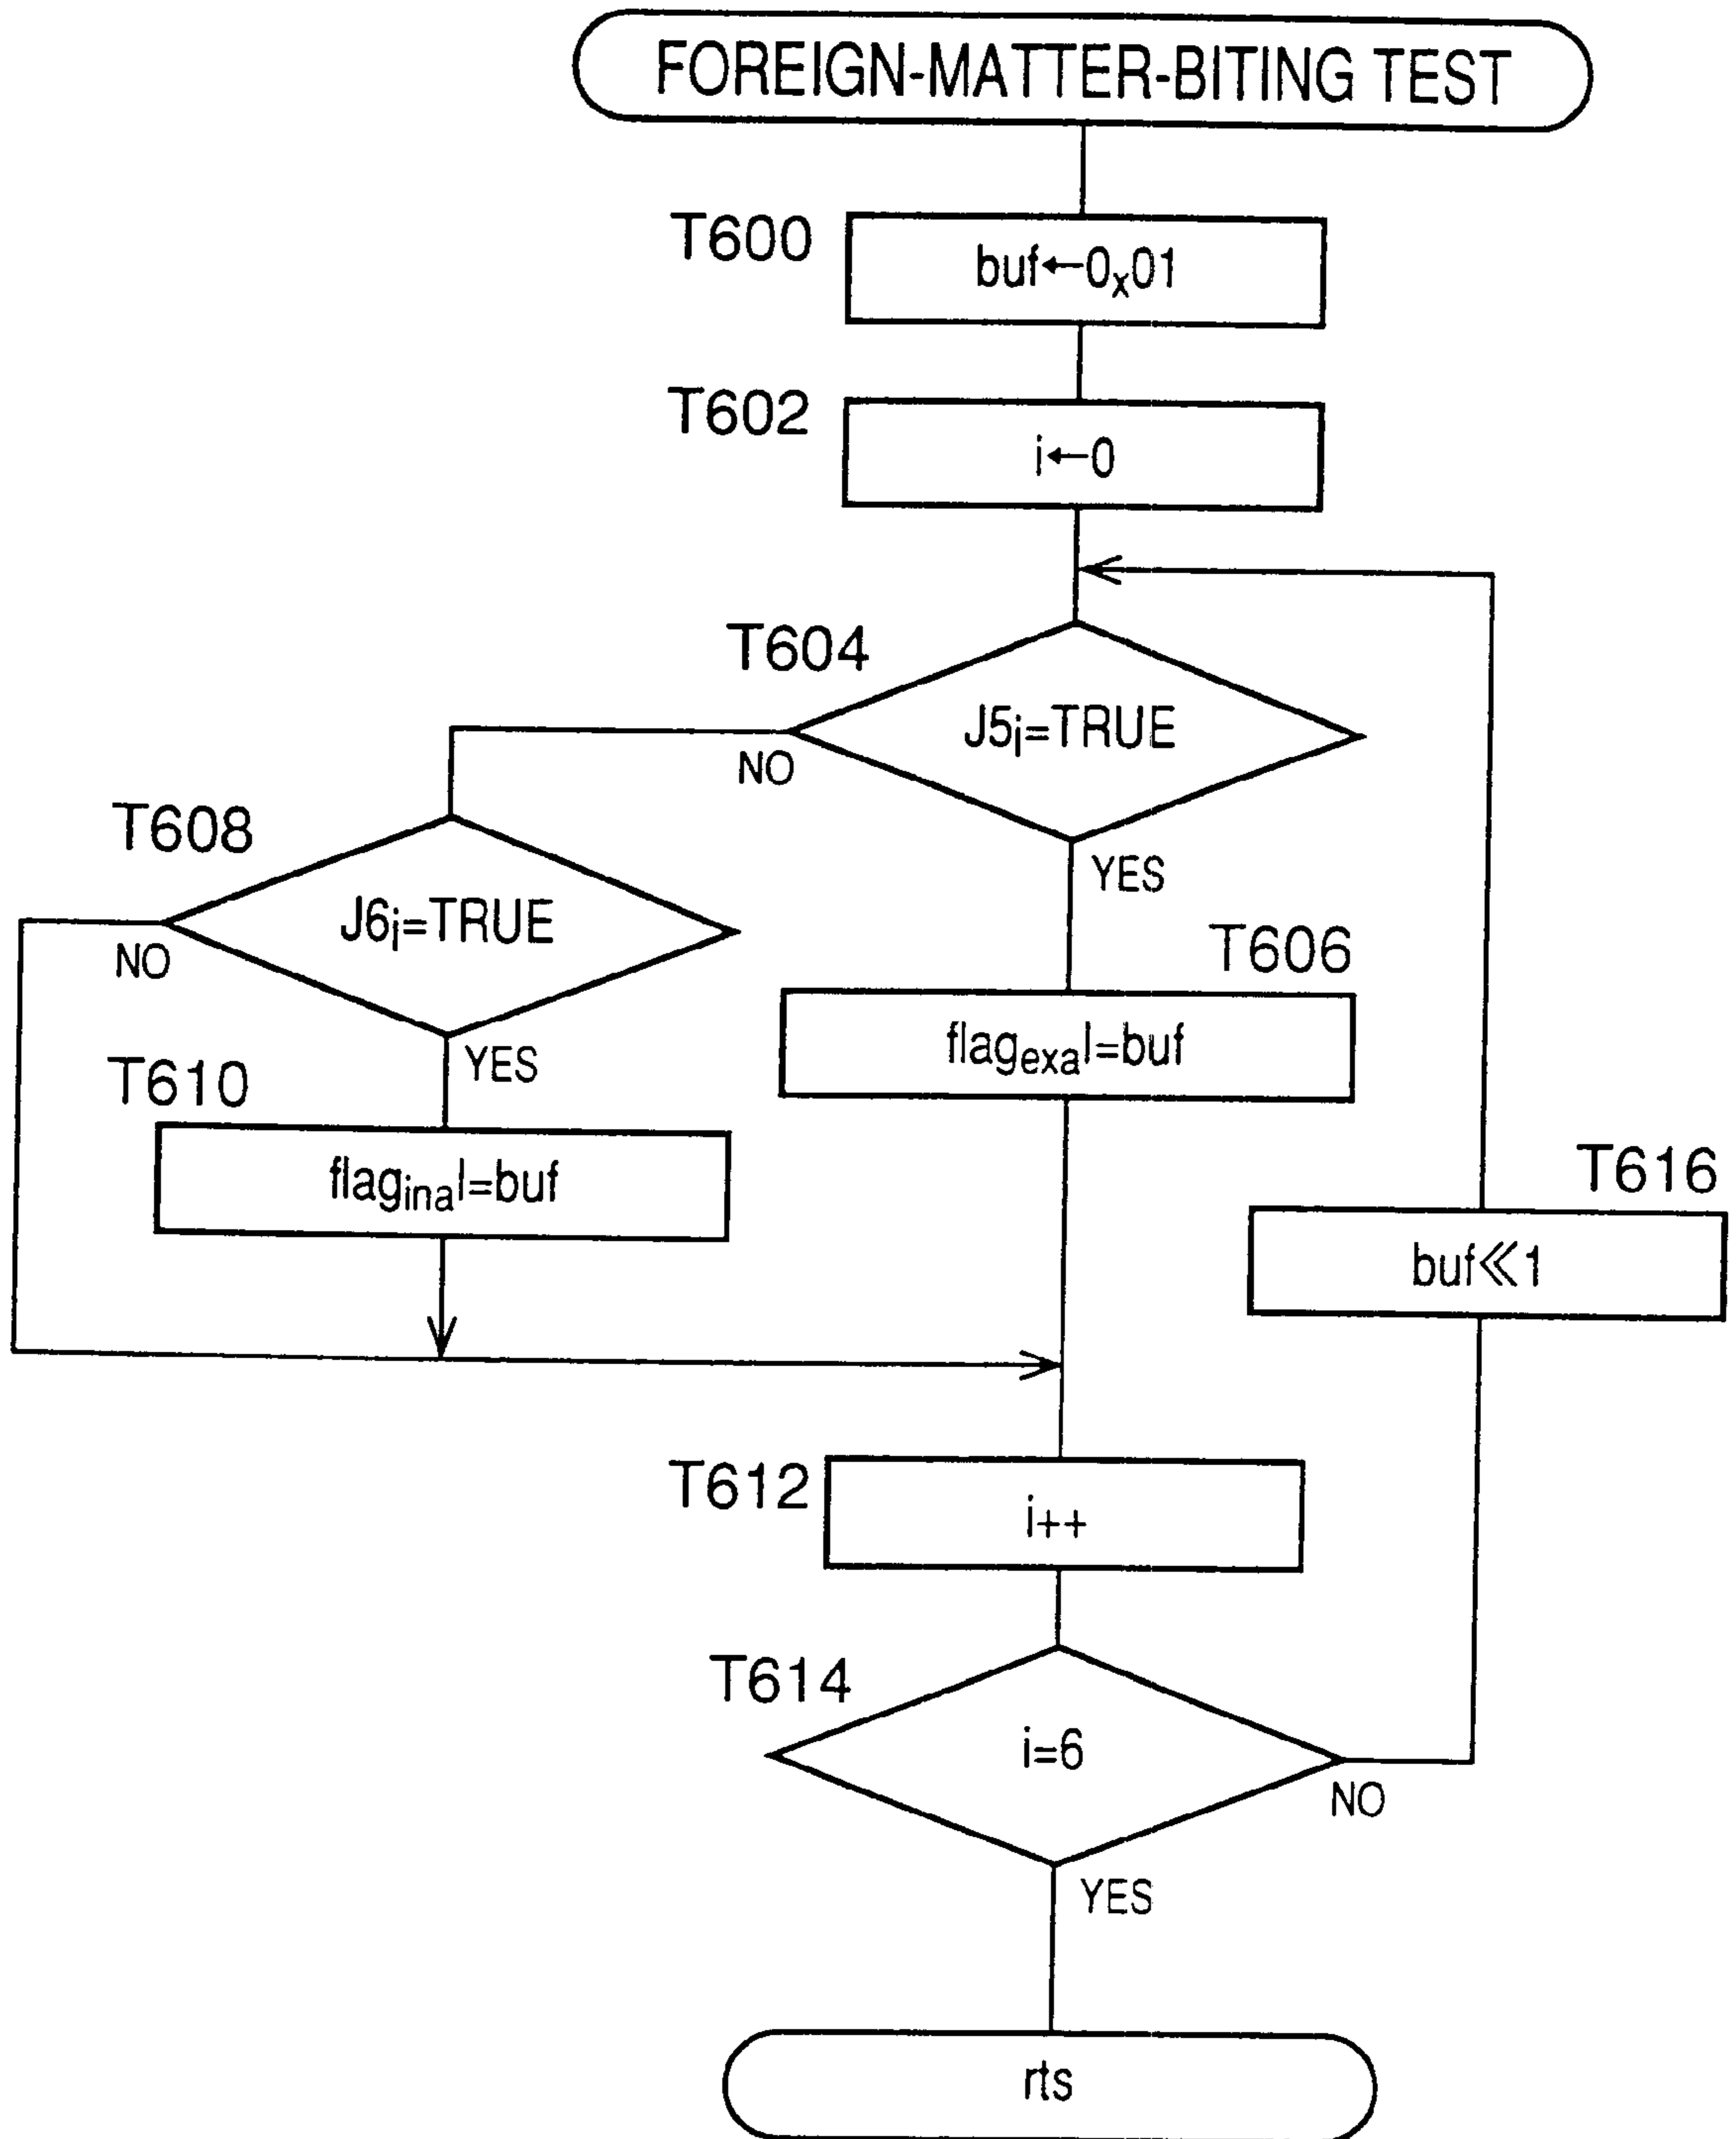 FOREIGN-MATTER-BITING TEST
T600
buf←0x01
T602
i←0
T604
J5i=TRUE
NO
YES
T608
J6i=TRUE
NO
YES
T606
flagexa|=buf
T610
flagina|=buf
T616
buf≪1
T612
i++
T614
i=6
NO
YES
rts